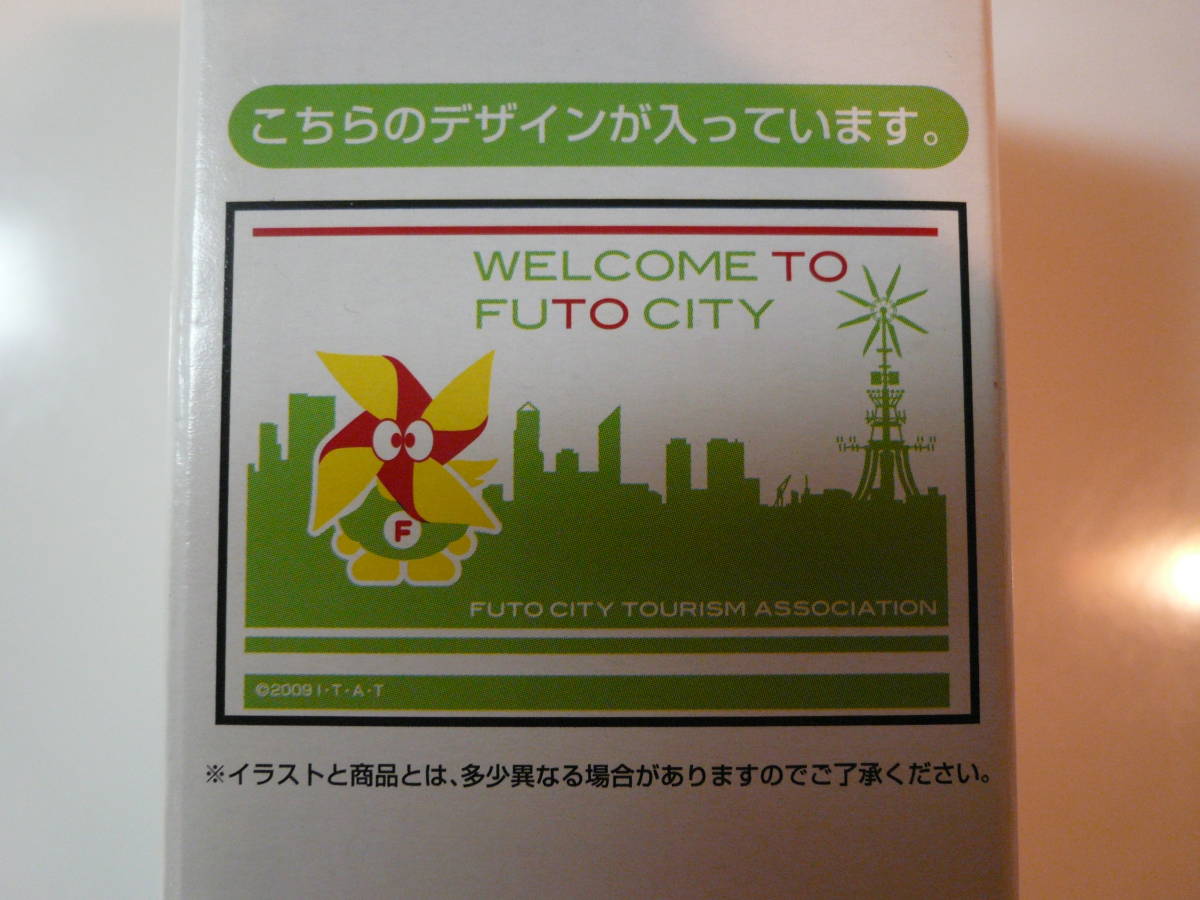 こちらのデザインが入っています。
WELCOME TO
FUTO CITY
F
FUTO CITY TOURISM ASSOCIATION
©2009 I・T・A・T
※イラストと商品とは、多少異なる場合がありますのでご了承ください。